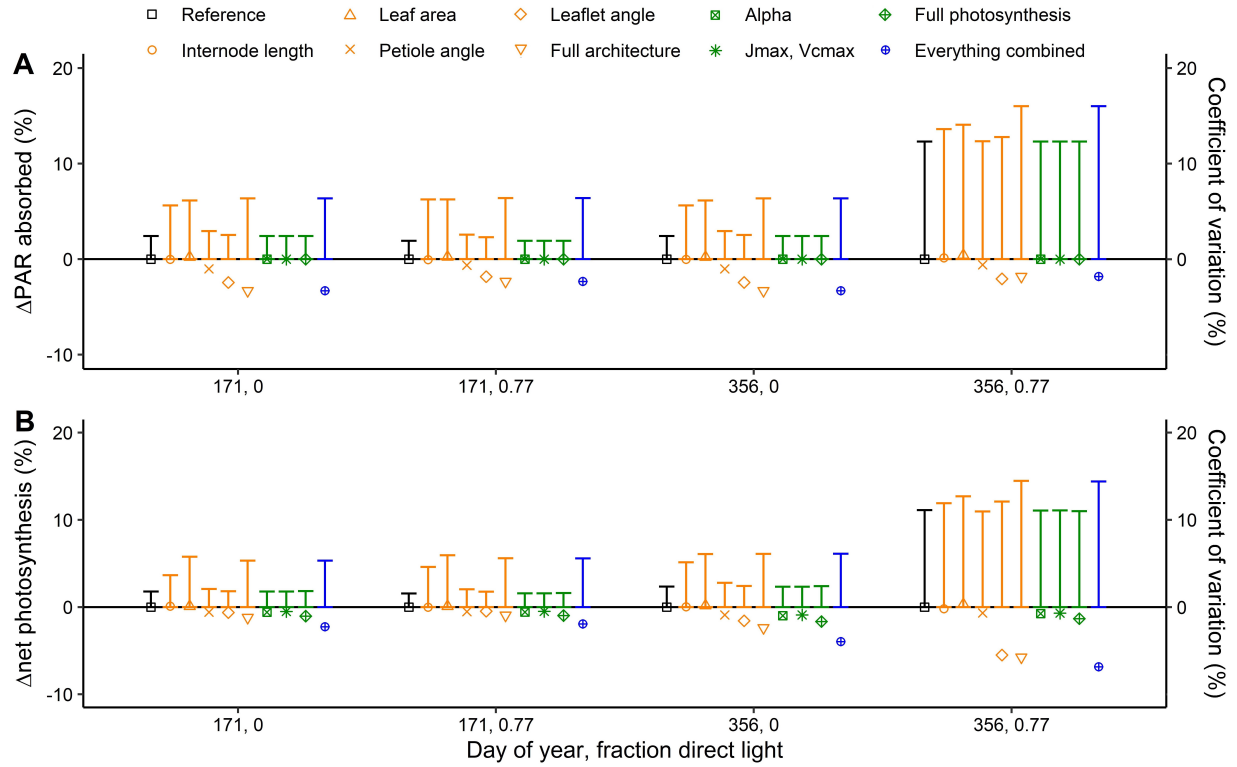 Reference Leaf area Leaflet angle Alpha Full photosynthesis
Internode length Petiole angle Full architecture Jmax, Vcmax Everything combined
A
20 20
10 10
0 0
-10
ΔPAR absorbed (%)
Coefficient of variation (%)
171, 0 171, 0.77 356, 0 356, 0.77
B
20 20
10 10
0 0
-10
Δnet photosynthesis (%)
Coefficient of variation (%)
171, 0 171, 0.77 356, 0 356, 0.77
Day of year, fraction direct light